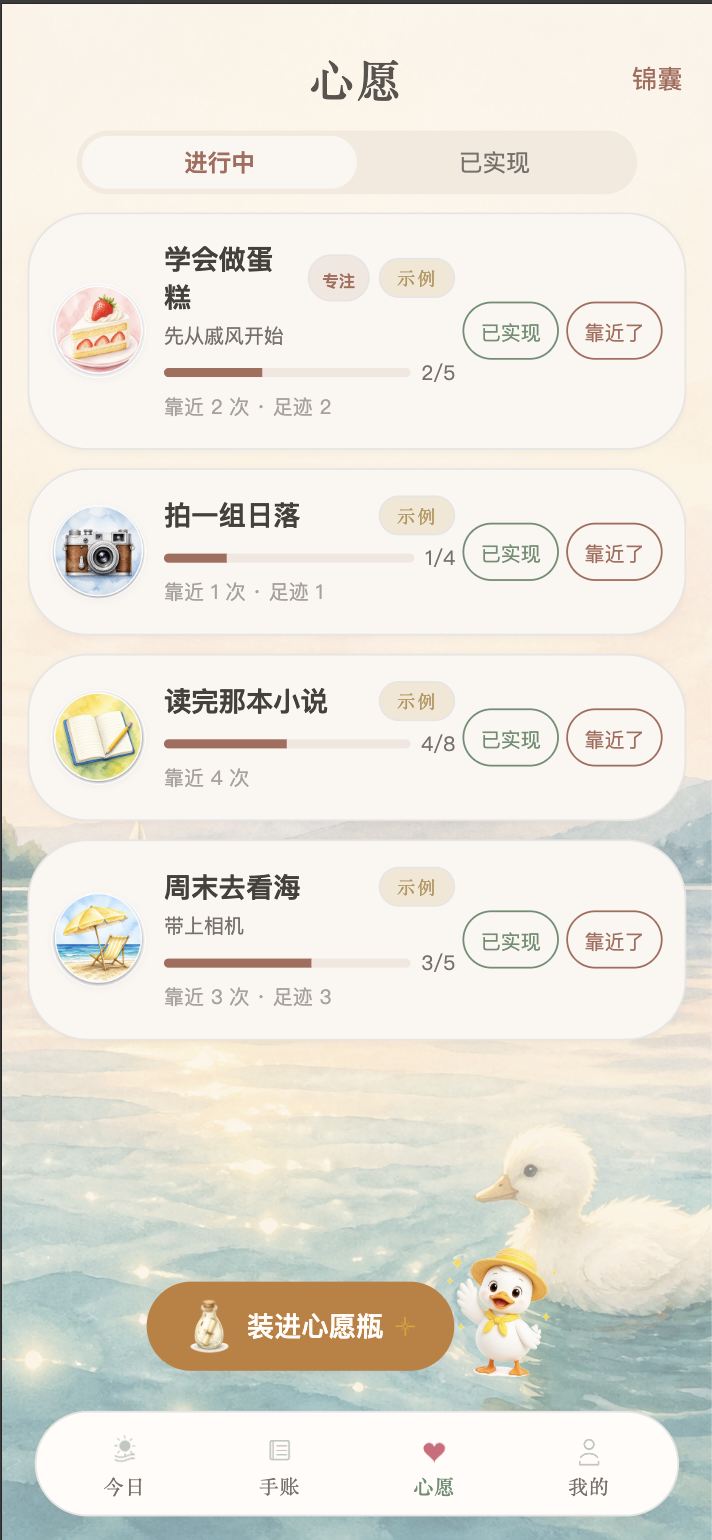 心愿
锦囊
进行中
已实现
学会做蛋
糕
专注
示例
先从戚风开始
2/5
靠近 2 次 · 足迹 2
已实现
靠近了
拍一组日落
示例
1/4
靠近 1 次 · 足迹 1
已实现
靠近了
读完那本小说
示例
4/8
靠近 4 次
已实现
靠近了
周末去看海
示例
带上相机
3/5
靠近 3 次 · 足迹 3
已实现
靠近了
装进心愿瓶
今日
手账
心愿
我的